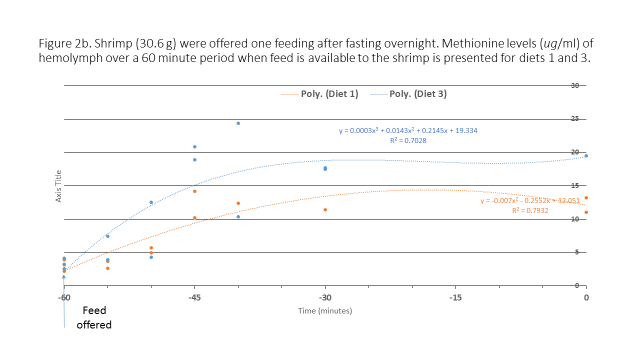 Figure 2b. Shrimp (30.6 g) were offered one feeding after fasting overnight. Methionine levels (ug/ml) of
hemolymph over a 60 minute period when feed is available to the shrimp is presented for diets 1 and 3.
30
Poly. (Diet 1) Poly. (Diet 3)
25
y = 0.0003x³ + 0.0143x² + 0.2145x + 19.334
R² = 0.7028
20
Axis Title
15
y = -0.007x² - 0.2552x + 12.051
R² = 0.7932
10
5
0
-60 -45 -30 -15 0
Time (minutes)
Feed
offered